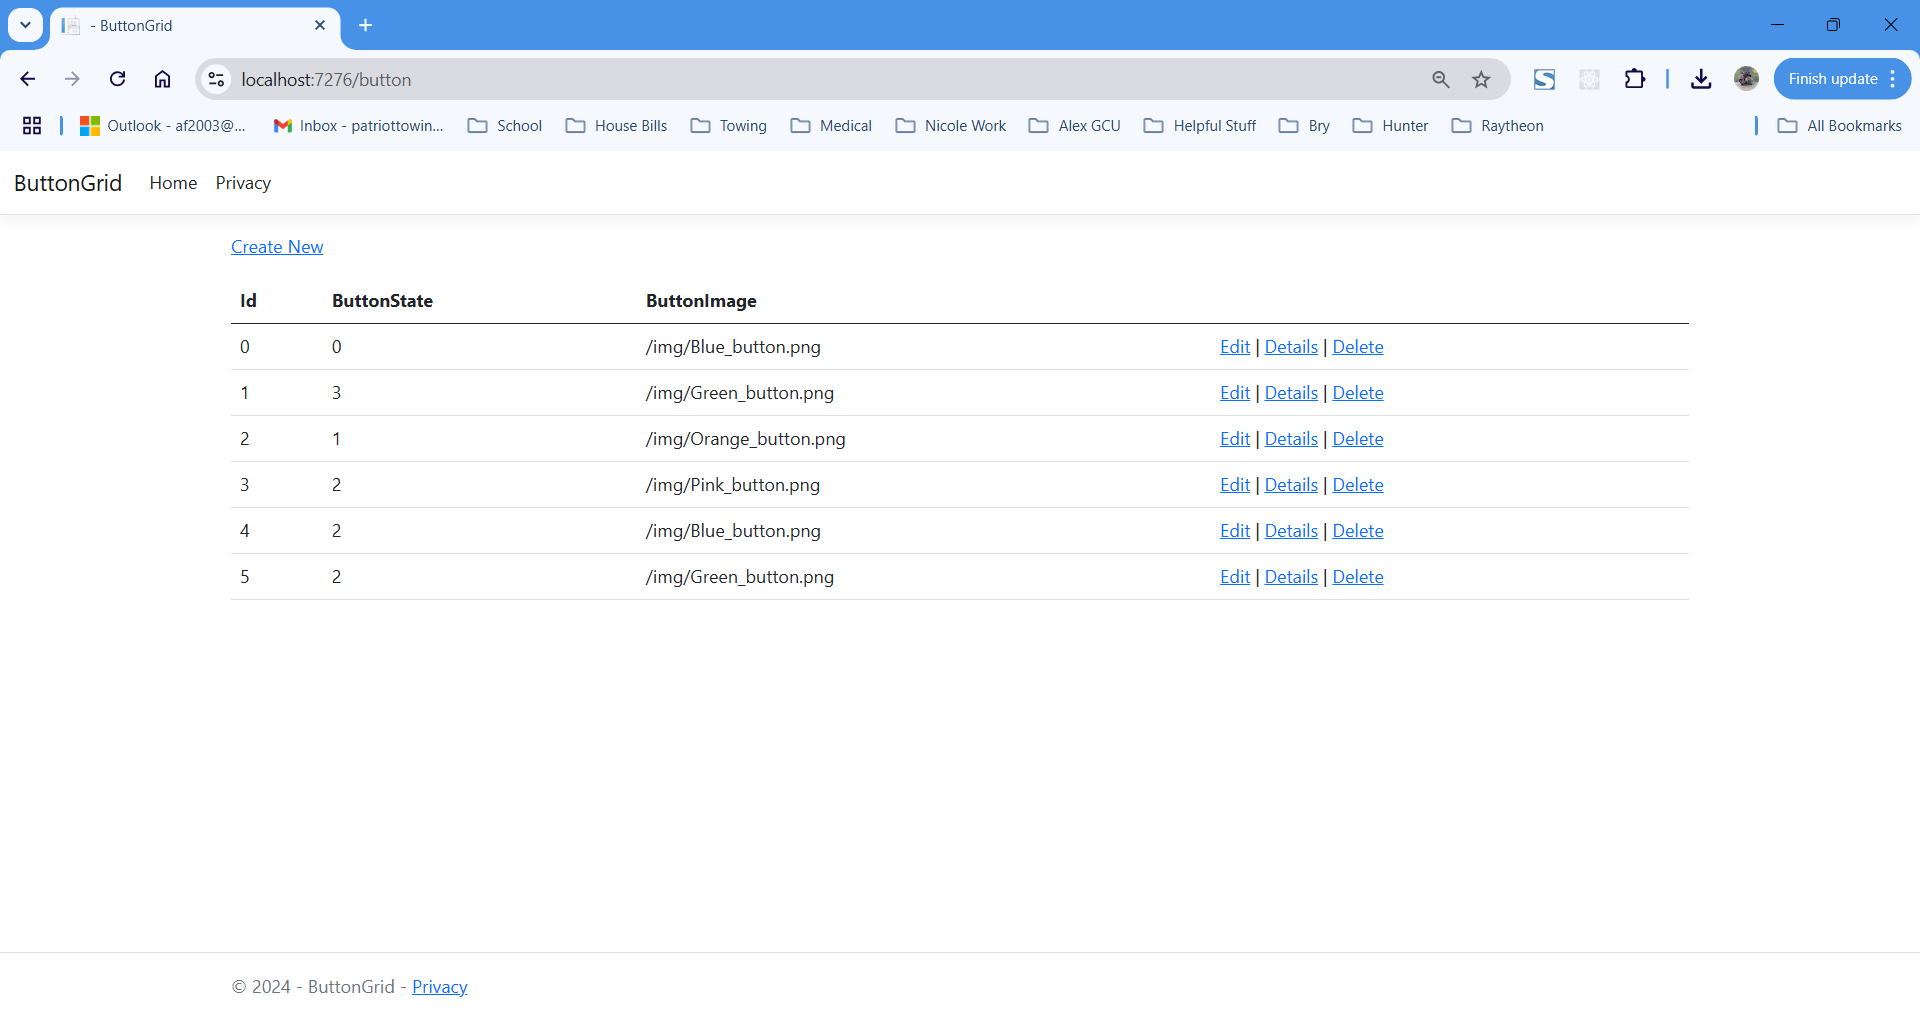 - ButtonGrid
localhost:7276/button
Finish update
Outlook - af2003@...
Inbox - patriottowin...
School
House Bills
Towing
Medical
Nicole Work
Alex GCU
Helpful Stuff
Bry
Hunter
Raytheon
All Bookmarks
ButtonGrid Home Privacy
Create New
Id ButtonState ButtonImage
0 0 /img/Blue_button.png Edit | Details | Delete
1 3 /img/Green_button.png Edit | Details | Delete
2 1 /img/Orange_button.png Edit | Details | Delete
3 2 /img/Pink_button.png Edit | Details | Delete
4 2 /img/Blue_button.png Edit | Details | Delete
5 2 /img/Green_button.png Edit | Details | Delete
© 2024 - ButtonGrid - Privacy